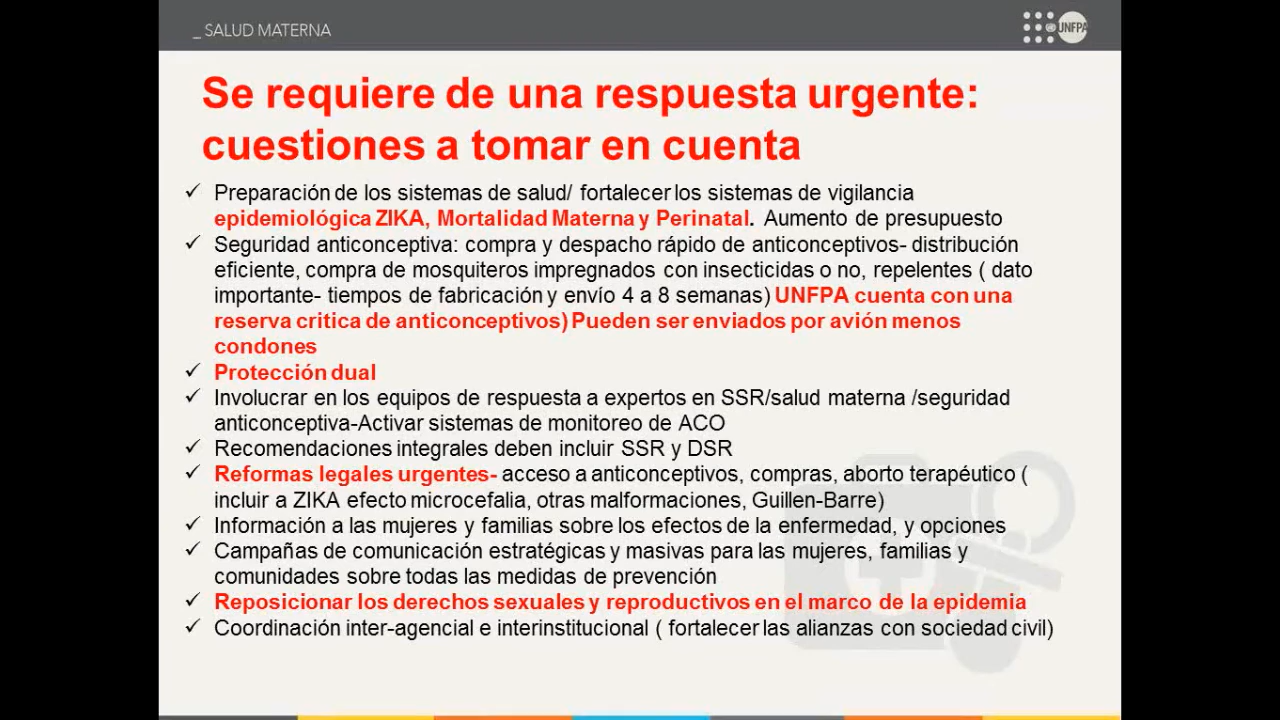 _ SALUD MATERNA
UNFPA
Se requiere de una respuesta urgente:
cuestiones a tomar en cuenta
✓ Preparación de los sistemas de salud/ fortalecer los sistemas de vigilancia
epidemiológica ZIKA, Mortalidad Materna y Perinatal. Aumento de presupuesto
✓ Seguridad anticonceptiva: compra y despacho rápido de anticonceptivos- distribución
eficiente, compra de mosquiteros impregnados con insecticidas o no, repelentes ( dato
importante- tiempos de fabricación y envío 4 a 8 semanas) UNFPA cuenta con una
reserva critica de anticonceptivos) Pueden ser enviados por avión menos
condones
✓ Protección dual
✓ Involucrar en los equipos de respuesta a expertos en SSR/salud materna /seguridad
anticonceptiva-Activar sistemas de monitoreo de ACO
✓ Recomendaciones integrales deben incluir SSR y DSR
✓ Reformas legales urgentes- acceso a anticonceptivos, compras, aborto terapéutico (
incluir a ZIKA efecto microcefalia, otras malformaciones, Guillen-Barre)
✓ Información a las mujeres y familias sobre los efectos de la enfermedad, y opciones
✓ Campañas de comunicación estratégicas y masivas para las mujeres, familias y
comunidades sobre todas las medidas de prevención
✓ Reposicionar los derechos sexuales y reproductivos en el marco de la epidemia
✓ Coordinación inter-agencial e interinstitucional ( fortalecer las alianzas con sociedad civil)